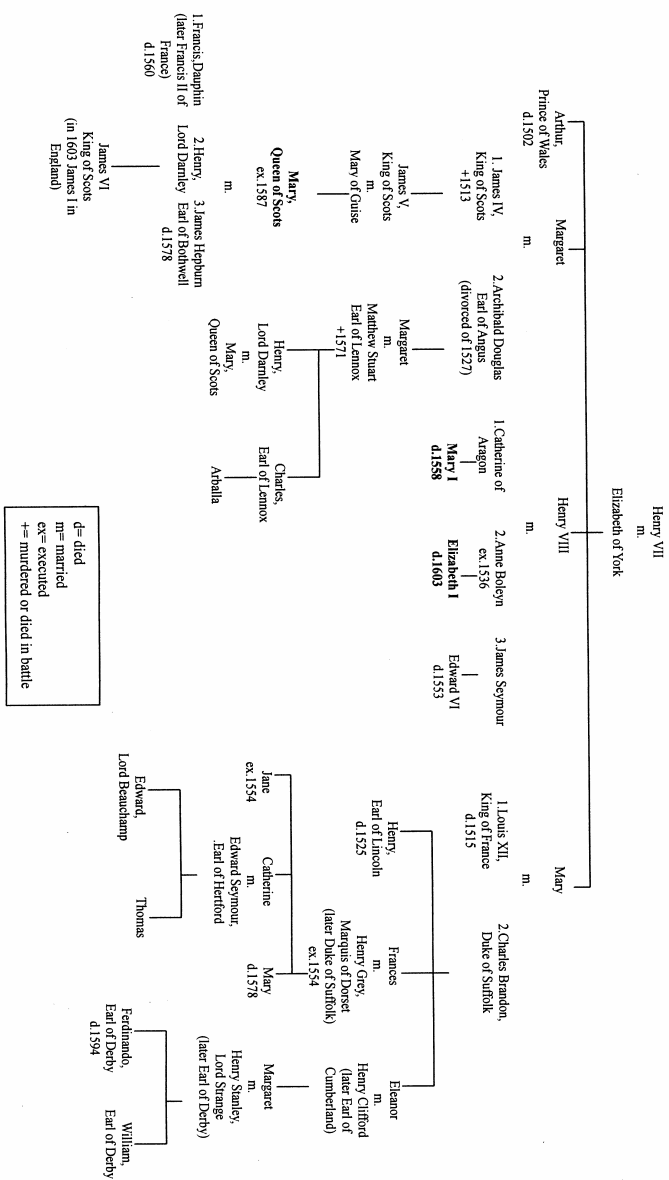 Henry VII
m.
Elizabeth of York
Arthur,
Prince of Wales
d.1502
Margaret
m.
Henry VIII
m.
Mary
m.
1. James IV,
King of Scots
+1513
2.Archibald Douglas
Earl of Angus
(divorced of 1527)
1.Catherine of
Aragon
Mary I
d.1558
2.Anne Boleyn
ex.1536
Elizabeth I
d.1603
3.James Seymour
Edward VI
d.1553
1.Louis XII,
King of France
d.1515
2.Charles Brandon,
Duke of Suffolk
James V,
King of Scots
m.
Mary of Guise
Margaret
m.
Matthew Stuart
Earl of Lennox
+1571
Henry,
Earl of Lincoln
d.1525
Frances
m.
Henry Grey,
Marquis of Dorset
(later Duke of Suffolk)
ex.1554
Eleanor
m.
Henry Clifford
(later Earl of
Cumberland)
Mary,
Queen of Scots
ex.1587
m.
Henry,
Lord Darnley
m.
Mary,
Queen of Scots
Charles,
Earl of Lennox
Arballa
Jane
ex.1554
Catherine
m.
Edward Seymour,
.Earl of Hertford
Mary
d.1578
Margaret
m.
Henry Stanley,
Lord Strange
(later Earl of Derby)
1.Francis,Dauphin
(later Francis II of
France)
d.1560
2.Henry,
Lord Darnley
3.James Hepburn
Earl of Bothwell
d.1578
Edward,
Lord Beauchamp
Thomas
Ferdinando,
Earl of Derby
d.1594
William,
Earl of Derby
James VI
King of Scots
(in 1603 James I in
England)
d= died
m= married
ex= executed
+= murdered or died in battle